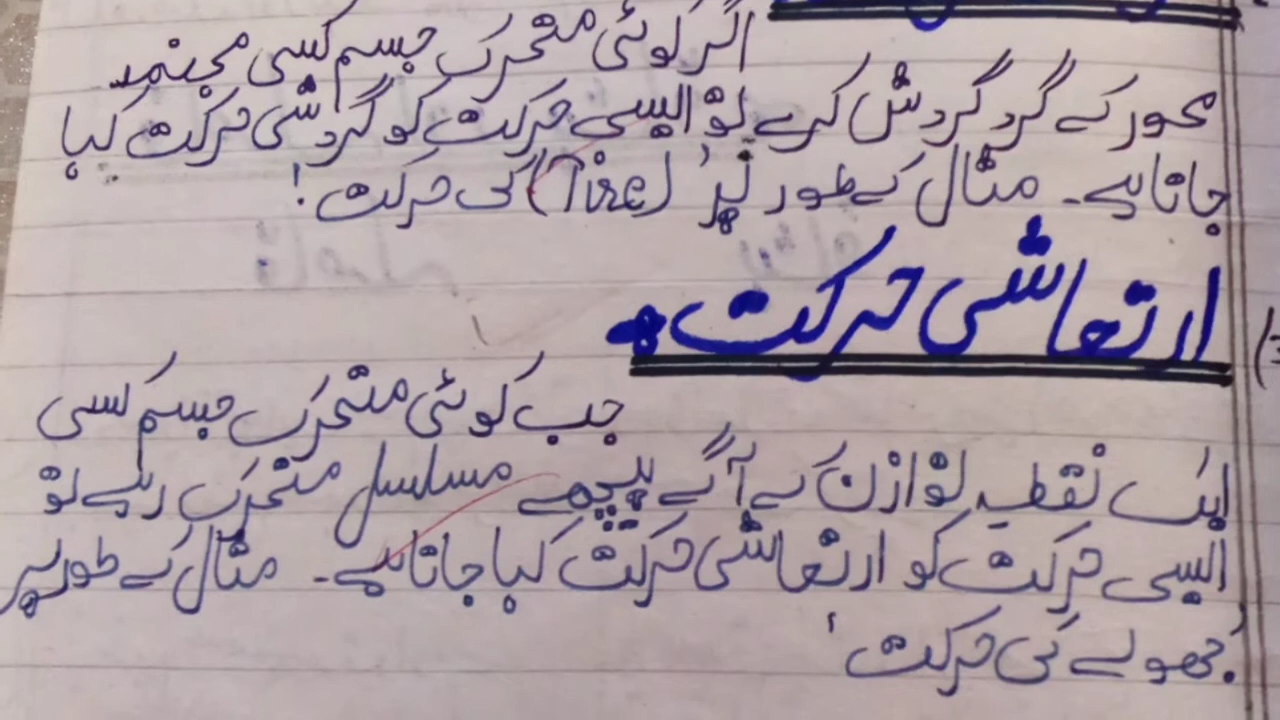 اگر کوئی متحرک جسم کسی منجمد
محور کے گرد گردش کرے تو ایسی حرکت کو گردشی حرکت کہا
جاتا ہے۔ مثال کے طور پر' (Tire) کی حرکت!
ارتعاشی حرکت:
جب کوئی متحرک جسم کسی
ایک نقطہ توازن کے آگے پیچھے مسلسل متحرک رہے تو
ایسی حرکت کو ارتعاشی حرکت کہا جاتا ہے۔ مثال کے طور پر
'جھولے کی حرکت'